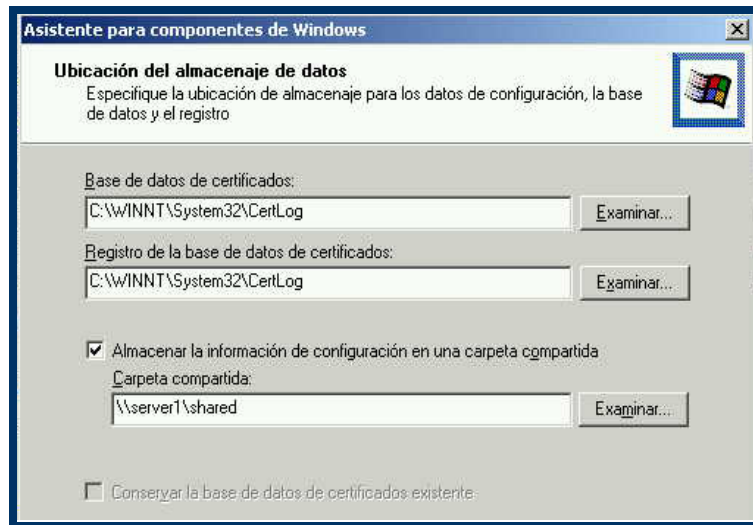 Asistente para componentes de Windows
Ubicación del almacenaje de datos
Especifique la ubicación de almacenaje para los datos de configuración, la base
de datos y el registro
Base de datos de certificados:
C:\WINNT\System32\CertLog
Examinar...
Registro de la base de datos de certificados:
C:\WINNT\System32\CertLog
Examinar...
Almacenar la información de configuración en una carpeta compartida
Carpeta compartida:
\\server1\shared
Examinar...
Conservar la base de datos de certificados existente